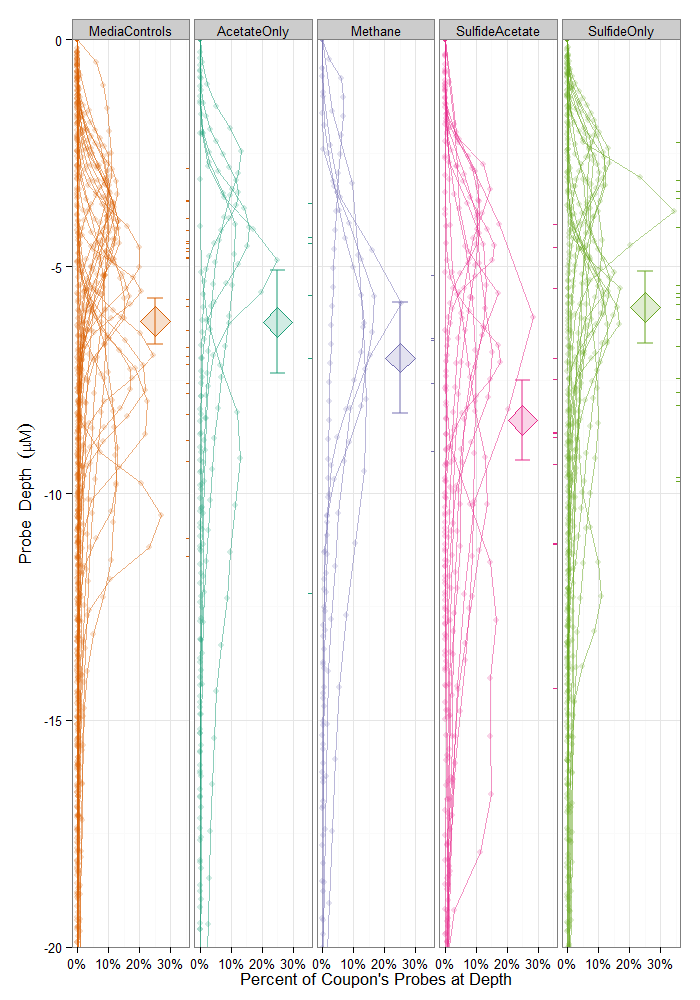 MediaControls AcetateOnly Methane SulfideAcetate SulfideOnly
0
-5
-10
-15
-20
Probe Depth (μM)
0% 10% 20% 30% 0% 10% 20% 30% 0% 10% 20% 30% 0% 10% 20% 30% 0% 10% 20% 30%
Percent of Coupon's Probes at Depth